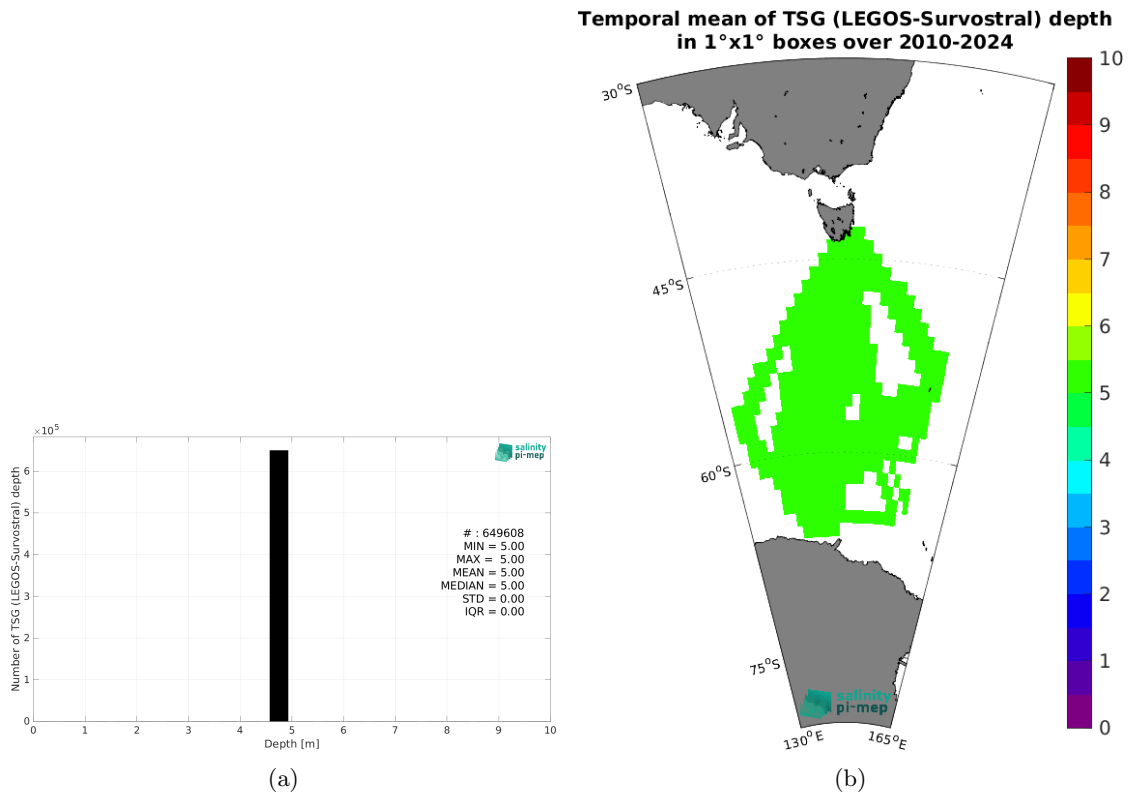 Temporal mean of TSG (LEGOS-Survostral) depth
in 1°x1° boxes over 2010-2024
×10⁵
6
5
4
3
2
1
0
Number of TSG (LEGOS-Survostral) depth
salinity
pi-mep
# : 649608
MIN = 5.00
MAX = 5.00
MEAN = 5.00
MEDIAN = 5.00
STD = 0.00
IQR = 0.00
0 1 2 3 4 5 6 7 8 9 10
Depth [m]
(a)
30°S
45°S
60°S
75°S
130°E
165°E
salinity
pi-mep
10
9
8
7
6
5
4
3
2
1
0
(b)